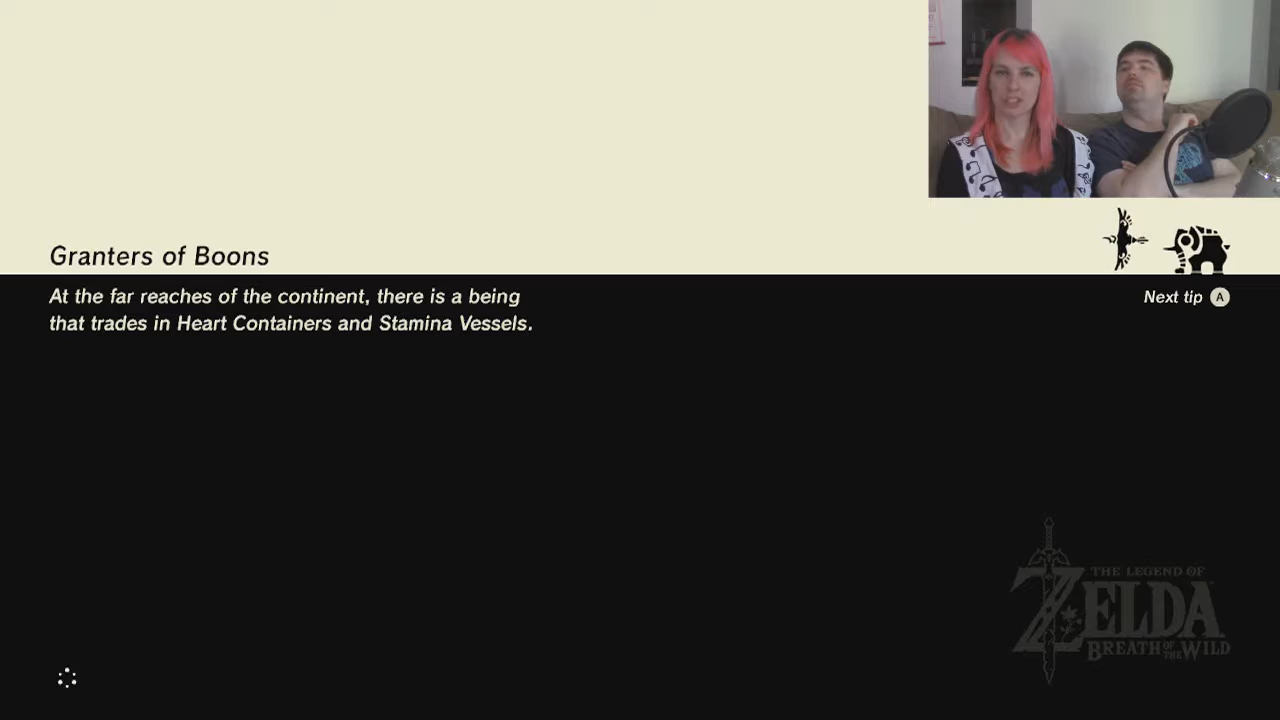 Granters of Boons
At the far reaches of the continent, there is a being
that trades in Heart Containers and Stamina Vessels.
Next tip A
THE LEGEND OF
ZELDA
BREATH OF THE WILD